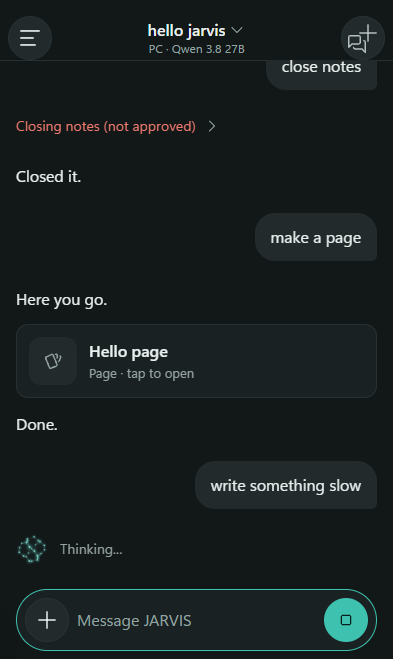 hello jarvis
PC · Qwen 3.8 27B
close notes
Closing notes (not approved)
Closed it.
make a page
Here you go.
Hello page
Page · tap to open
Done.
write something slow
Thinking...
Message JARVIS